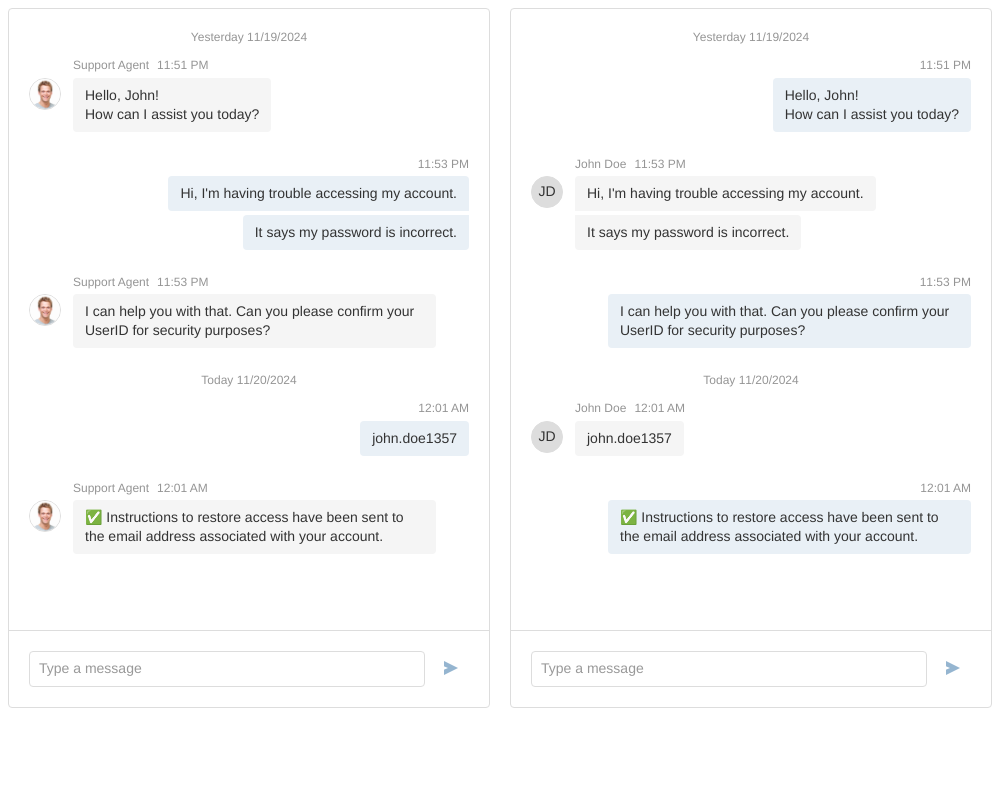 Yesterday 11/19/2024
Support Agent 11:51 PM
Hello, John!
How can I assist you today?
11:53 PM
Hi, I'm having trouble accessing my account.
It says my password is incorrect.
Support Agent 11:53 PM
I can help you with that. Can you please confirm your
UserID for security purposes?
Today 11/20/2024
12:01 AM
john.doe1357
Support Agent 12:01 AM
✅ Instructions to restore access have been sent to
the email address associated with your account.
Type a message
Yesterday 11/19/2024
11:51 PM
Hello, John!
How can I assist you today?
John Doe 11:53 PM
JD
Hi, I'm having trouble accessing my account.
It says my password is incorrect.
11:53 PM
I can help you with that. Can you please confirm your
UserID for security purposes?
Today 11/20/2024
John Doe 12:01 AM
JD
john.doe1357
12:01 AM
✅ Instructions to restore access have been sent to
the email address associated with your account.
Type a message